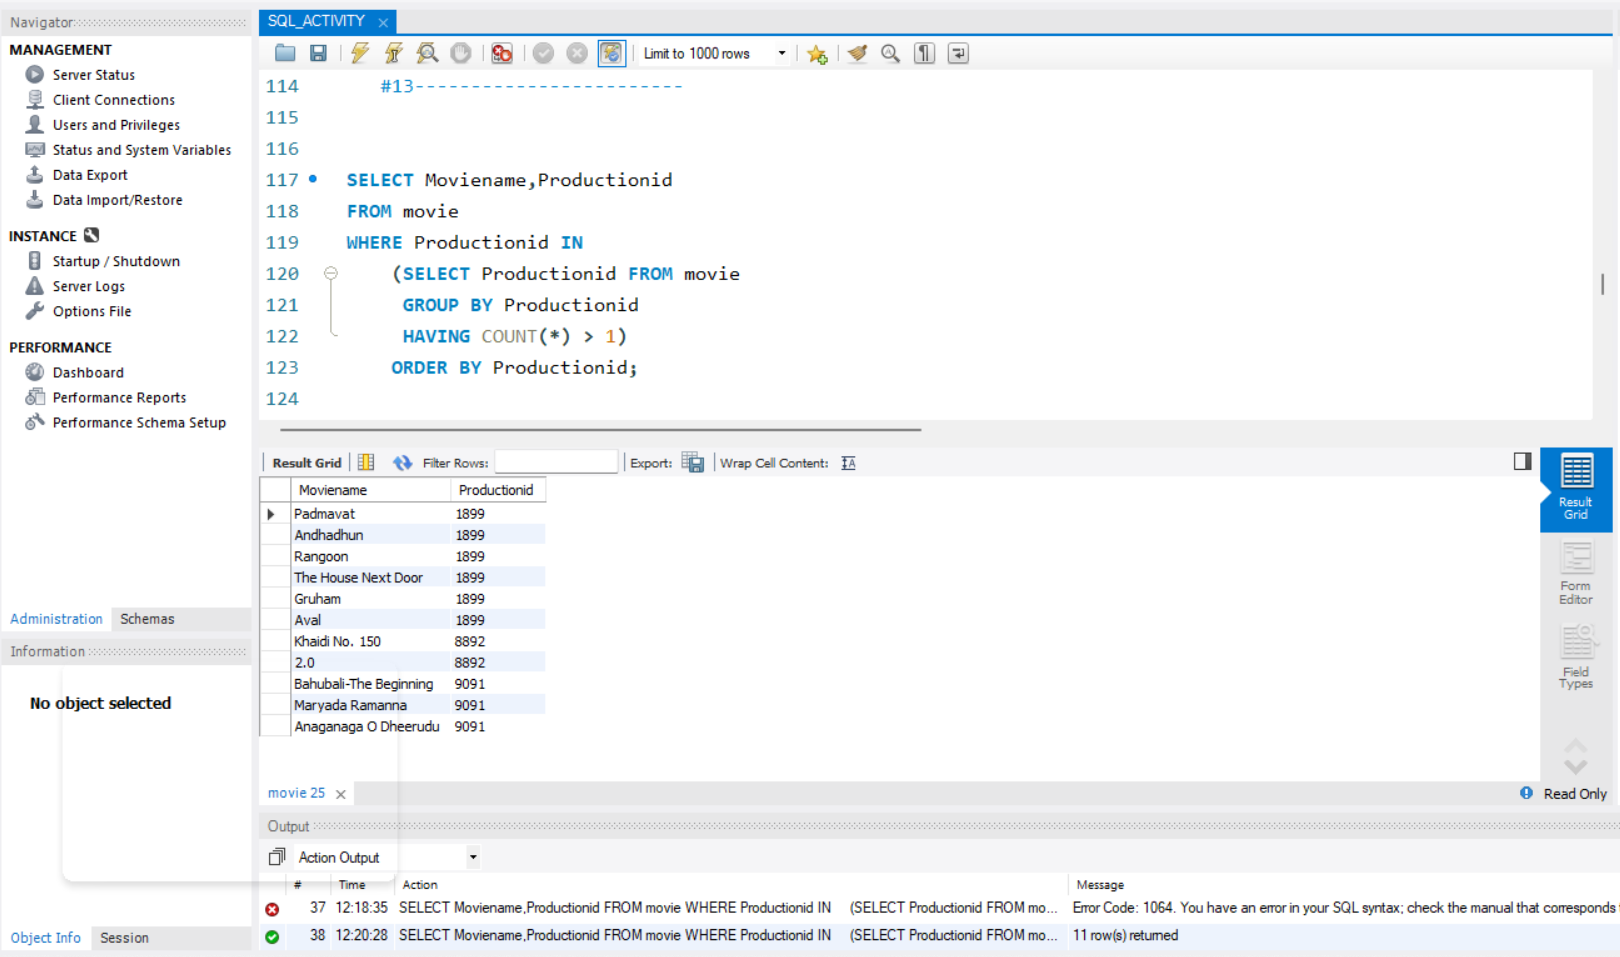 Navigator
MANAGEMENT
Server Status
Client Connections
Users and Privileges
Status and System Variables
Data Export
Data Import/Restore
INSTANCE
Startup / Shutdown
Server Logs
Options File
PERFORMANCE
Dashboard
Performance Reports
Performance Schema Setup
Administration Schemas
Information
No object selected
Object Info Session
SQL_ACTIVITY
Limit to 1000 rows
114 #13------------------------
115
116
117 SELECT Moviename,Productionid
118 FROM movie
119 WHERE Productionid IN
120 (SELECT Productionid FROM movie
121 GROUP BY Productionid
122 HAVING COUNT(*) > 1)
123 ORDER BY Productionid;
124
Result Grid Filter Rows: Export: Wrap Cell Content:
Moviename Productionid
Padmavat 1899
Andhadhun 1899
Rangoon 1899
The House Next Door 1899
Gruham 1899
Aval 1899
Khaidi No. 150 8892
2.0 8892
Bahubali-The Beginning 9091
Maryada Ramanna 9091
Anaganaga O Dheerudu 9091
Result
Grid
Form
Editor
Field
Types
movie 25
Read Only
Output
Action Output
# Time Action Message
37 12:18:35 SELECT Moviename,Productionid FROM movie WHERE Productionid IN (SELECT Productionid FROM mo... Error Code: 1064. You have an error in your SQL syntax; check the manual that corresponds
38 12:20:28 SELECT Moviename,Productionid FROM movie WHERE Productionid IN (SELECT Productionid FROM mo... 11 row(s) returned